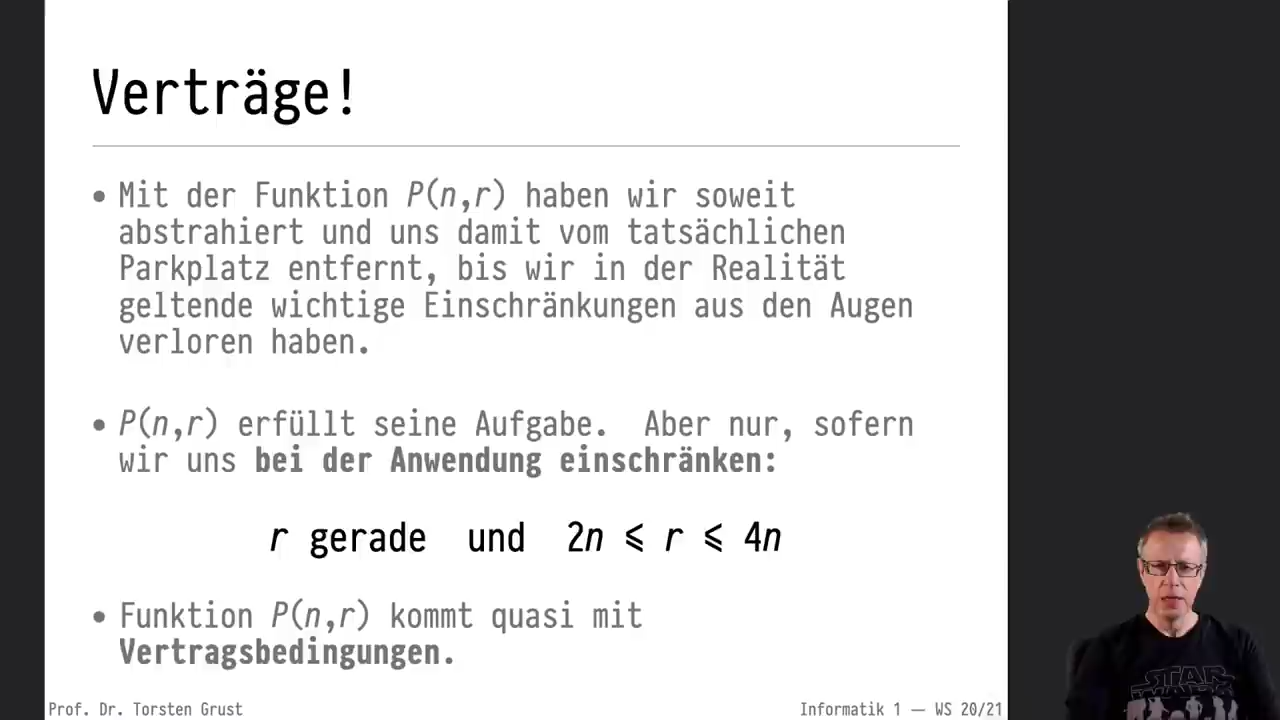 Verträge!
• Mit der Funktion P(n,r) haben wir soweit
abstrahiert und uns damit vom tatsächlichen
Parkplatz entfernt, bis wir in der Realität
geltende wichtige Einschränkungen aus den Augen
verloren haben.
• P(n,r) erfüllt seine Aufgabe. Aber nur, sofern
wir uns bei der Anwendung einschränken:
r gerade und 2n ⩽ r ⩽ 4n
• Funktion P(n,r) kommt quasi mit
Vertragsbedingungen.
Prof. Dr. Torsten Grust
Informatik 1 — WS 20/21
STAR
WARS